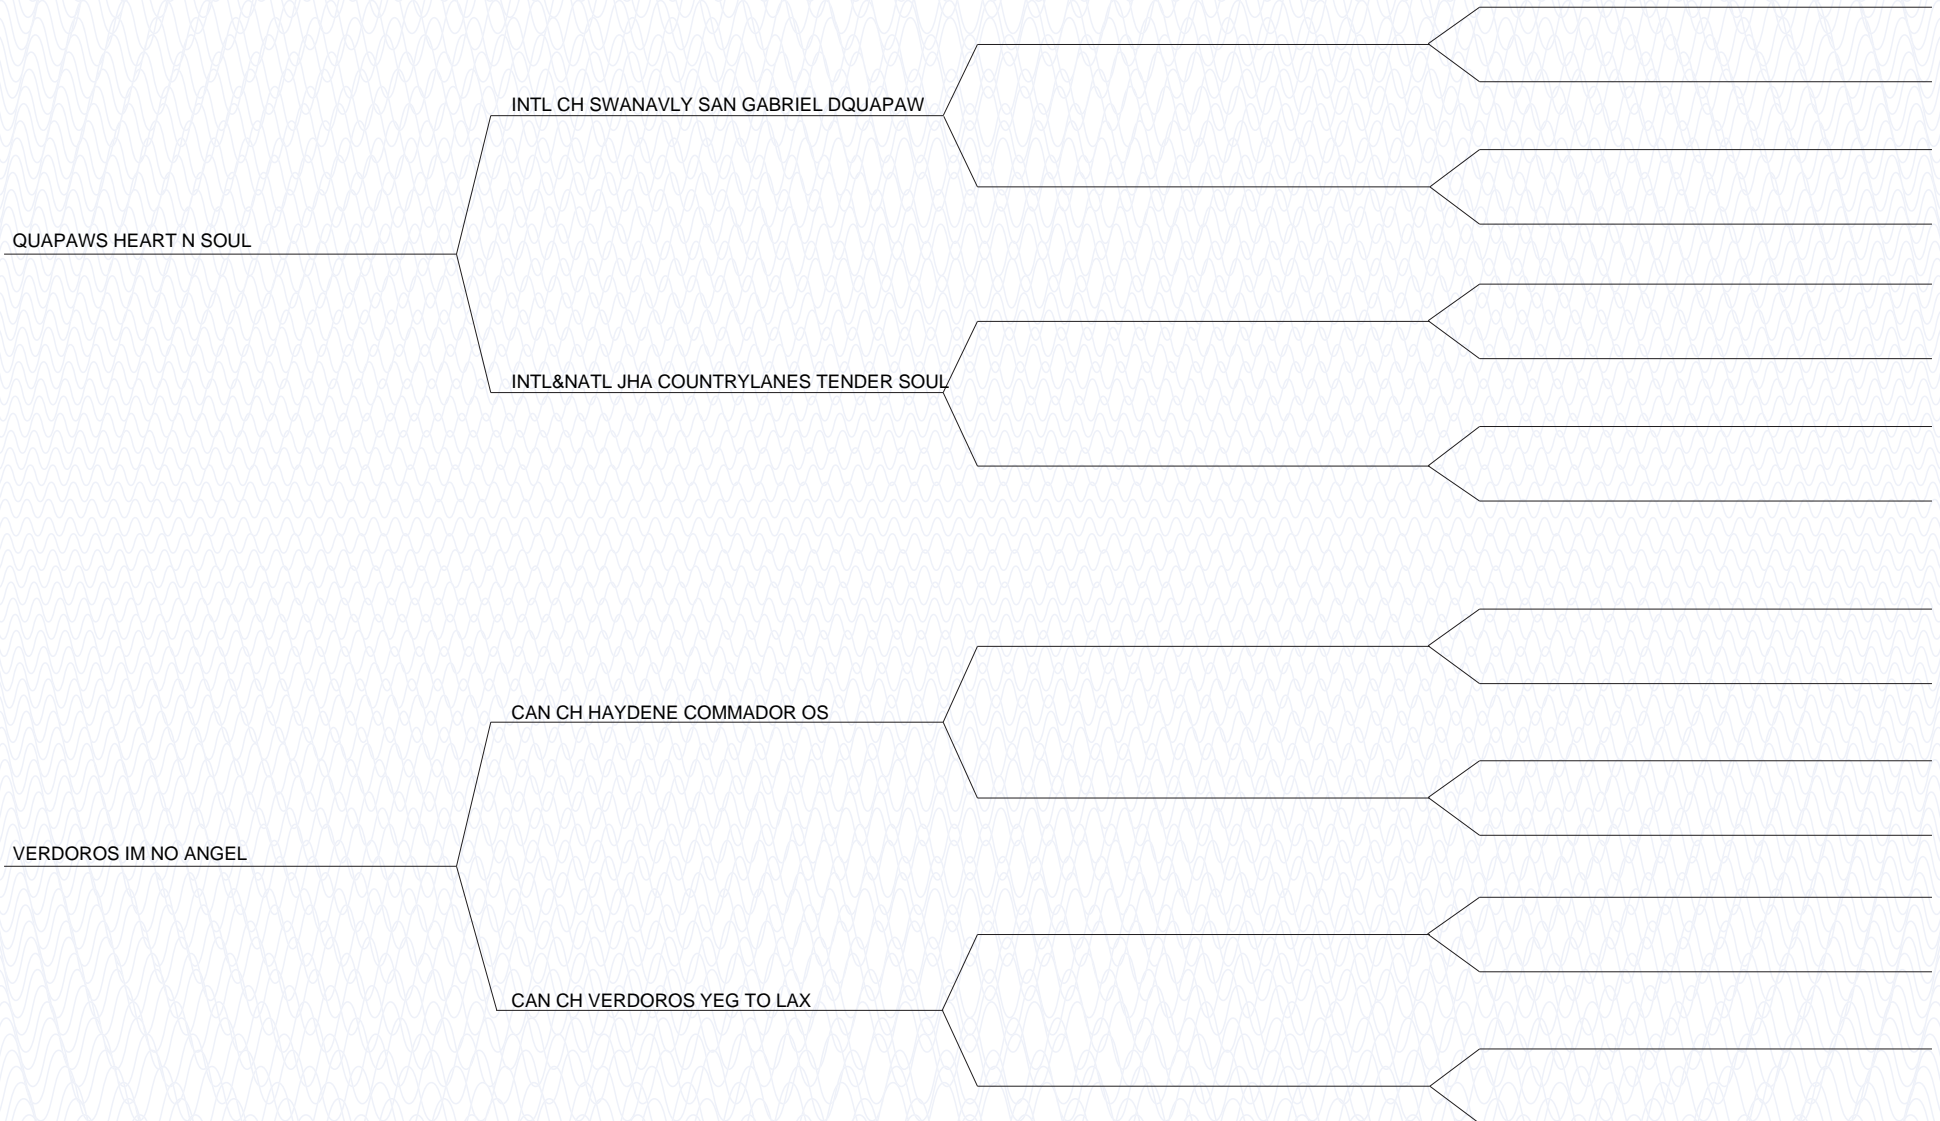 INTL CH SWANAVLY SAN GABRIEL DQUAPAW
QUAPAWS HEART N SOUL
INTL&NATL JHA COUNTRYLANES TENDER SOUL
CAN CH HAYDENE COMMADOR OS
VERDOROS IM NO ANGEL
CAN CH VERDOROS YEG TO LAX